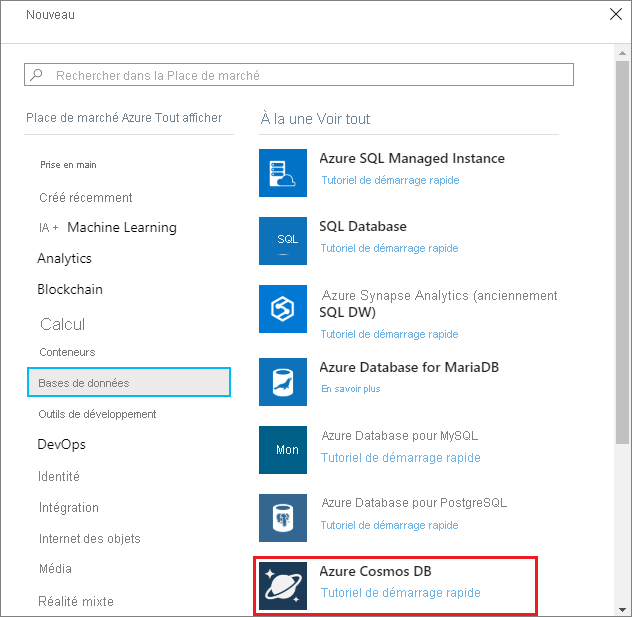 Nouveau
Rechercher dans la Place de marché
Place de marché Azure Tout afficher
À la une Voir tout
Prise en main
Créé récemment
IA + Machine Learning
Analytics
Blockchain
Calcul
Conteneurs
Bases de données
Outils de développement
DevOps
Identité
Intégration
Internet des objets
Média
Réalité mixte
Azure SQL Managed Instance
Tutoriel de démarrage rapide
SQL
SQL Database
Tutoriel de démarrage rapide
Azure Synapse Analytics (anciennement
SQL DW)
Tutoriel de démarrage rapide
Azure Database for MariaDB
En savoir plus
Mon
Azure Database pour MySQL
Tutoriel de démarrage rapide
Azure Database pour PostgreSQL
Tutoriel de démarrage rapide
Azure Cosmos DB
Tutoriel de démarrage rapide